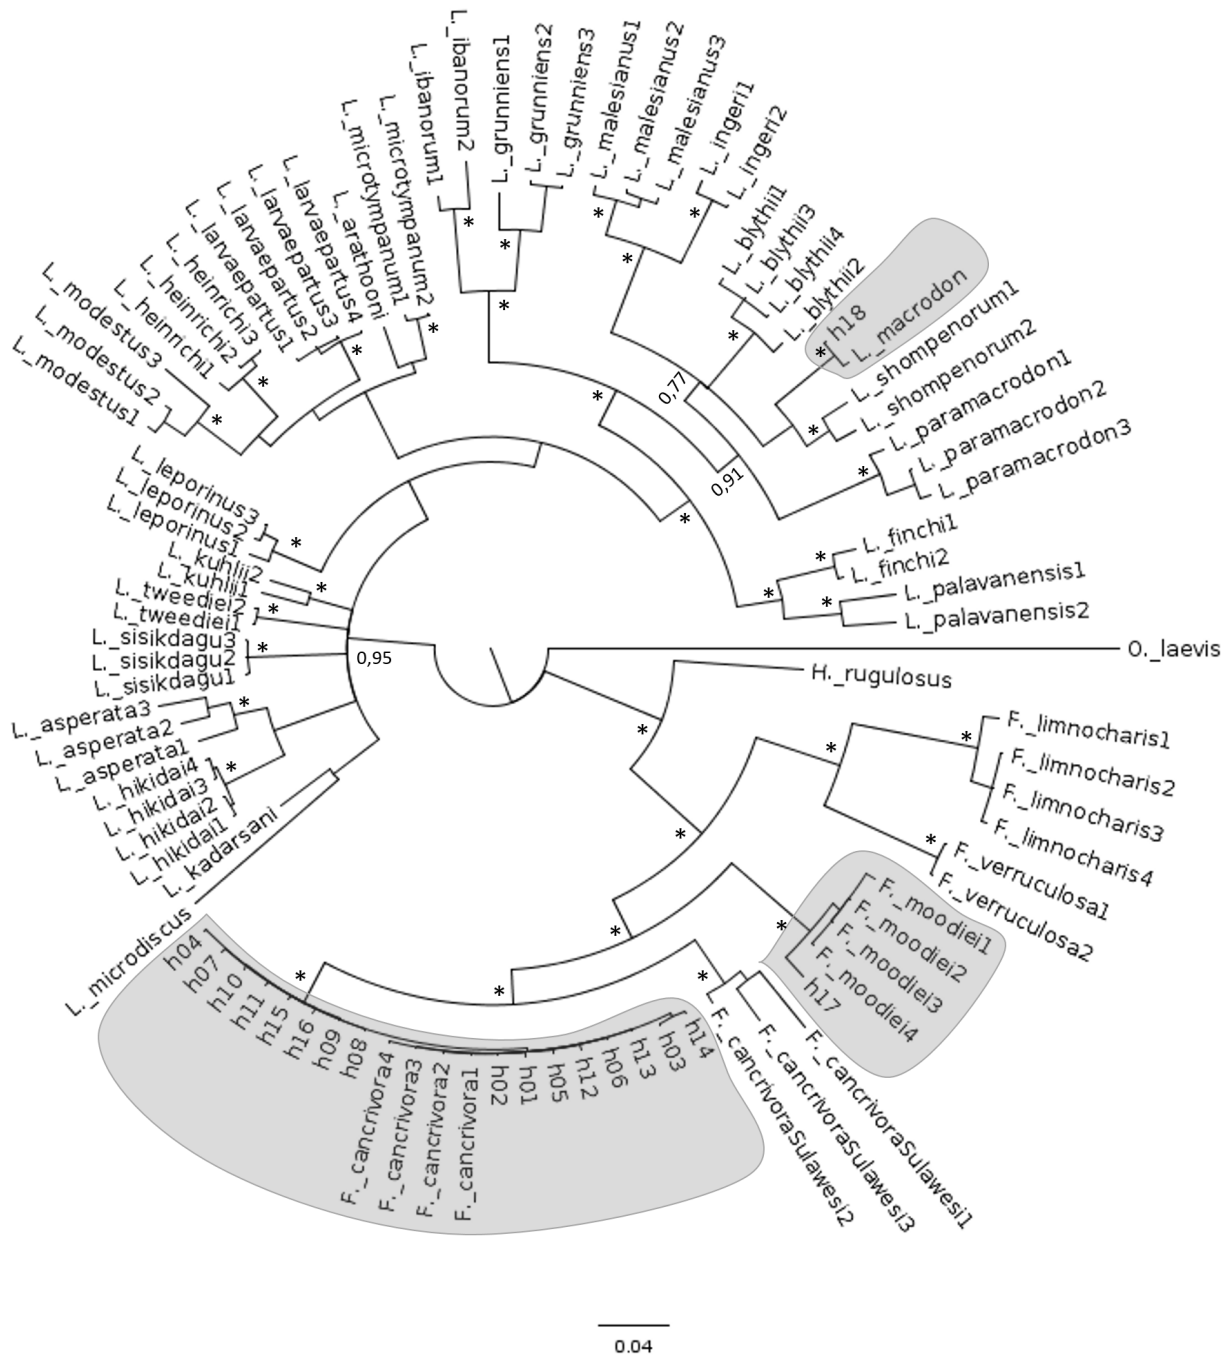 L._ibanorum1
L._ibanorum2
L._grunniens1
L._grunniens2
L._grunniens3
L._malesianus1
L._malesianus2
L._malesianus3
L._ingeri1
L._ingeri2
L._blythii1
L._blythii3
L._blythii4
L._blythii2
h18
L._macrodon
L._shompenorum1
L._shompenorum2
L._paramacrodon1
L._paramacrodon2
L._paramacrodon3
L._finchi1
L._finchi2
L._palavanensis1
L._palavanensis2
O._laevis
H._rugulosus
F._limnocharis1
F._limnocharis2
F._limnocharis3
F._limnocharis4
F._verruculosa1
F._verruculosa2
F._moodiei1
F._moodiei2
F._moodiei3
F._moodiei4
h17
F._cancrivoraSulawesi1
F._cancrivoraSulawesi3
F._cancrivoraSulawesi2
h14
h03
h13
h06
h12
h05
h01
h02
F._cancrivora1
F._cancrivora2
F._cancrivora3
F._cancrivora4
h08
h09
h16
h15
h11
h10
h07
h04
L._microdiscus
L._kadarsani
L._hikidai1
L._hikidai2
L._hikidai3
L._hikidai4
L._asperata1
L._asperata2
L._asperata3
L._sisikdagu1
L._sisikdagu2
L._sisikdagu3
L._tweediei1
L._tweediei2
L._kuhlii1
L._kuhlii2
L._leporinus1
L._leporinus2
L._leporinus3
L._modestus1
L._modestus2
L._modestus3
L._heinrichi1
L._heinrichi2
L._heinrichi3
L._larvaepartus1
L._larvaepartus2
L._larvaepartus3
L._larvaepartus4
L._arathooni
L._microtympanum1
L._microtympanum2
0,77
0,91
0,95
0.04